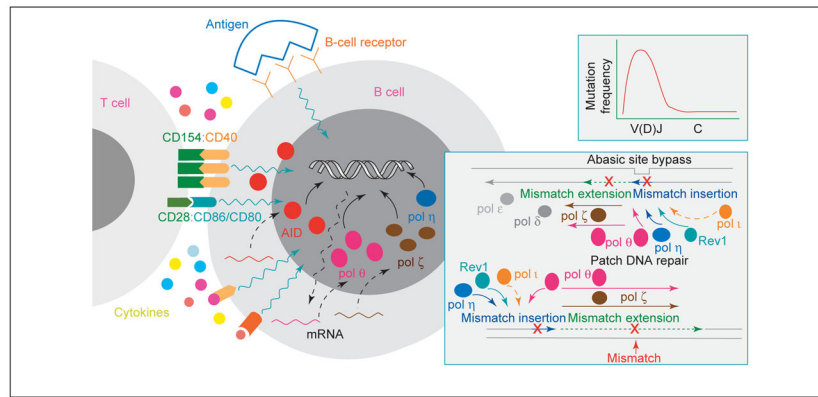 Antigen
B-cell receptor
T cell
B cell
CD154:CD40
CD28:CD86/CD80
AID
pol η
pol θ
pol ζ
Cytokines
mRNA
Mutation
frequency
V(D)J
C
Abasic site bypass
X
X
Mismatch extension
Mismatch insertion
pol ε
pol δ
pol ζ
pol θ
pol η
Rev1
pol ι
Patch DNA repair
Rev1
pol ι
pol θ
pol η
pol ζ
Mismatch insertion
Mismatch extension
X
X
Mismatch